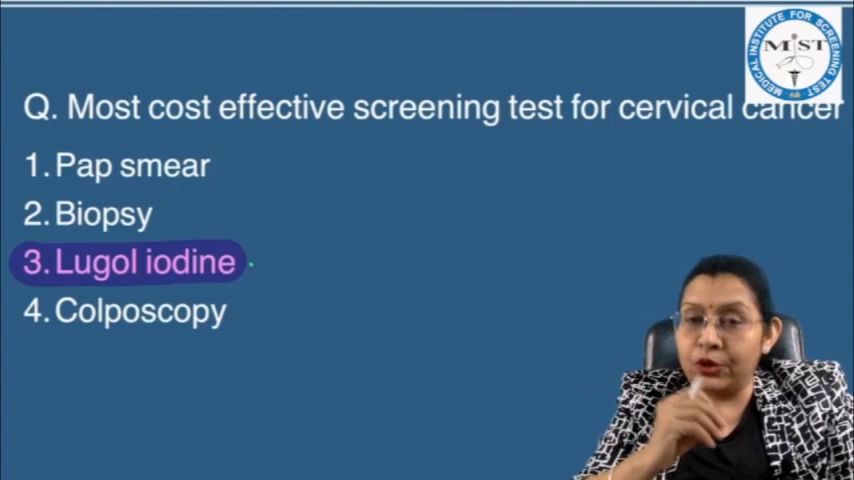 MEDICAL INSTITUTE FOR SCREENING TEST
MIST
Q. Most cost effective screening test for cervical cancer
1. Pap smear
2. Biopsy
3. Lugol iodine
4. Colposcopy